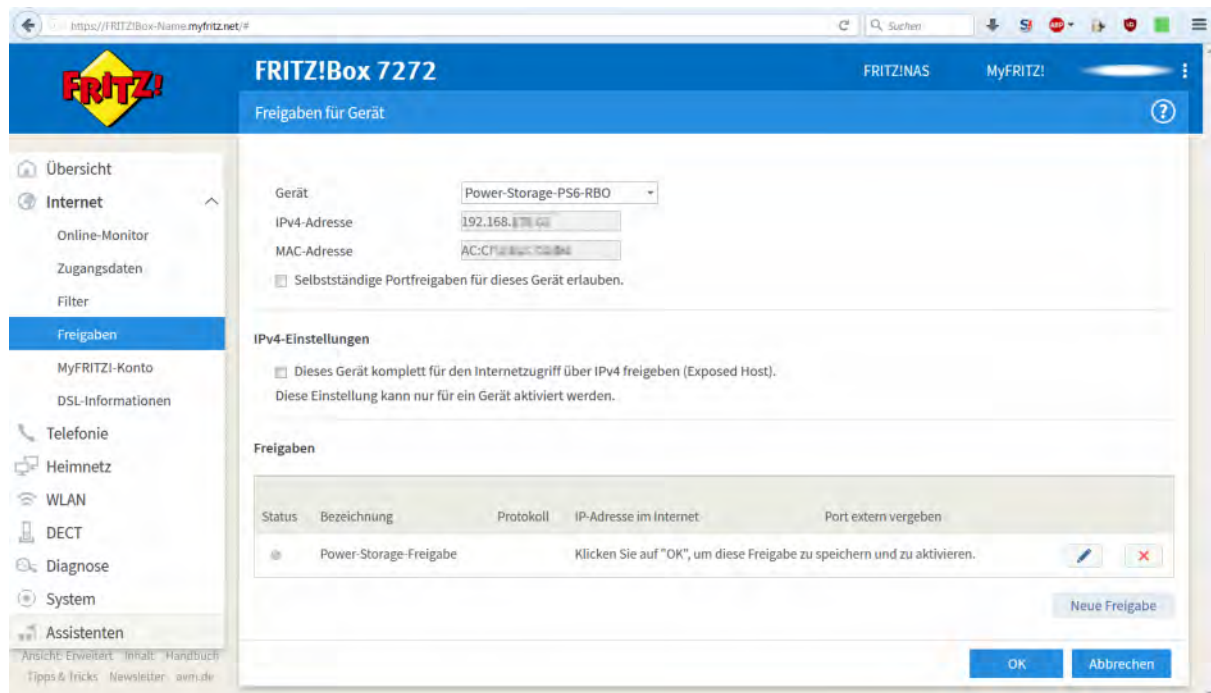 https://FRITZ!Box-Name.myfritz.net/#
Suchen
FRITZ!
FRITZ!Box 7272
FRITZ!NAS
MyFRITZ!
Freigaben für Gerät
Übersicht
Internet
Online-Monitor
Zugangsdaten
Filter
Freigaben
MyFRITZ!-Konto
DSL-Informationen
Telefonie
Heimnetz
WLAN
DECT
Diagnose
System
Assistenten
Ansicht: Erweitert Inhalt Handbuch
Tipps & Tricks Newsletter avm.de
Gerät Power-Storage-PS6-RBO
IPv4-Adresse 192.168.
MAC-Adresse
Selbstständige Portfreigaben für dieses Gerät erlauben.
IPv4-Einstellungen
Dieses Gerät komplett für den Internetzugriff über IPv4 freigeben (Exposed Host).
Diese Einstellung kann nur für ein Gerät aktiviert werden.
Freigaben
Status Bezeichnung Protokoll IP-Adresse im Internet Port extern vergeben
Power-Storage-Freigabe Klicken Sie auf "OK", um diese Freigabe zu speichern und zu aktivieren.
Neue Freigabe
OK Abbrechen